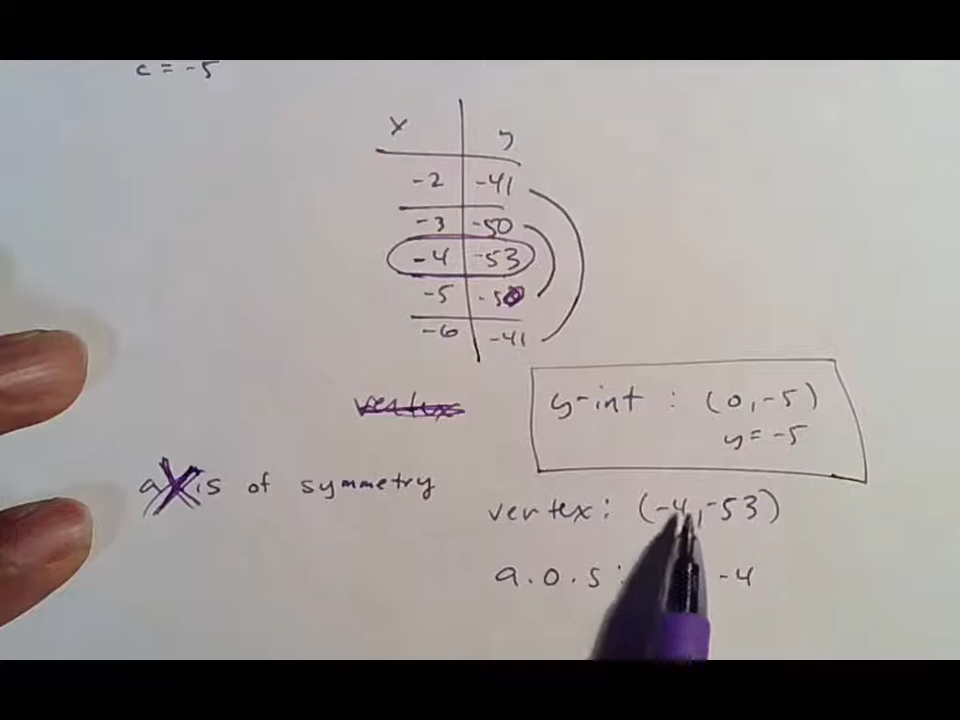 c = -5
x y
-2 -41
-3 -50
-4 -53
-5 -50
-6 -41
y-int : (0, -5)
y = -5
vertex
axis of symmetry
vertex: (-4, -53)
a.o.s: -4